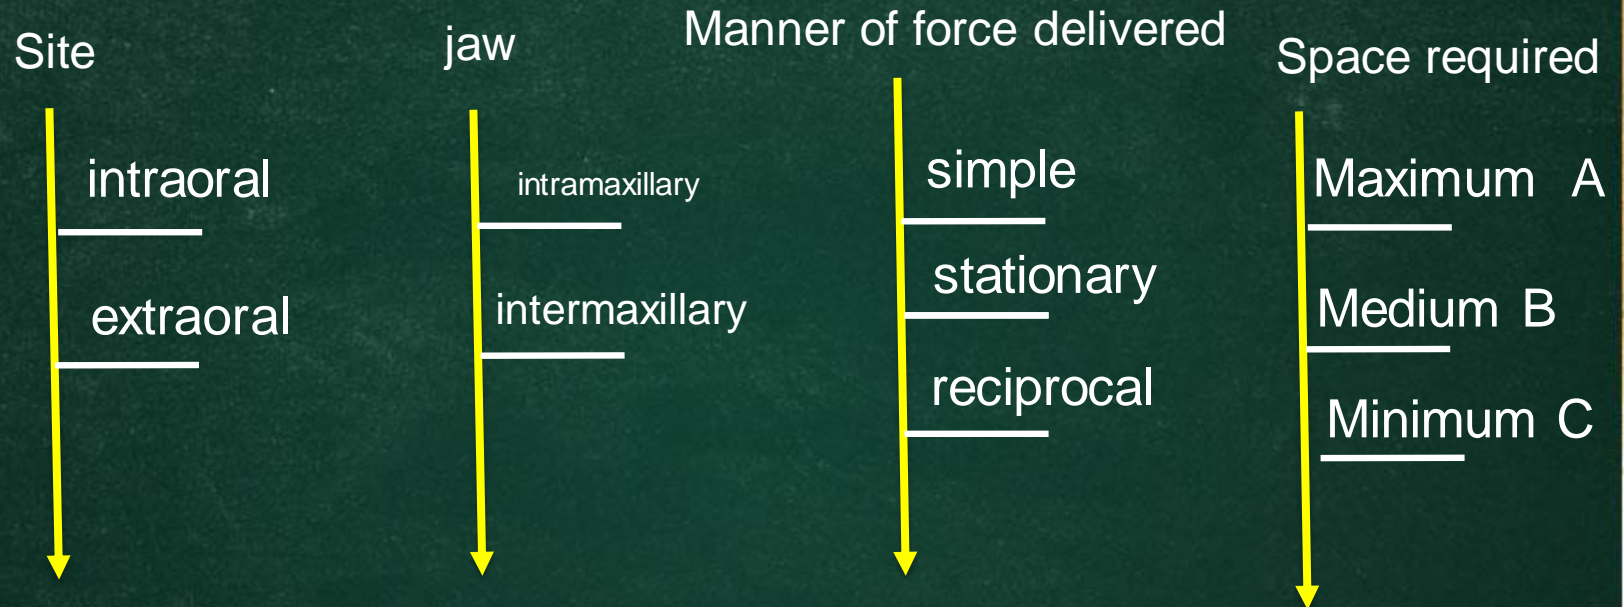 Site
intraoral
extraoral
jaw
intramaxillary
intermaxillary
Manner of force delivered
simple
stationary
reciprocal
Space required
Maximum A
Medium B
Minimum C